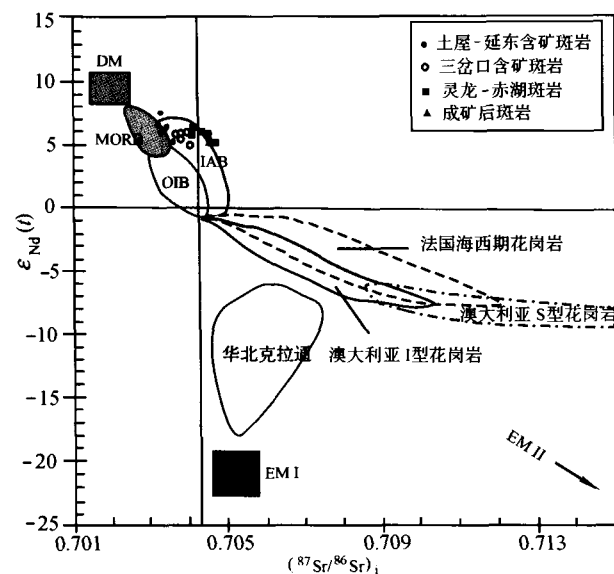 土屋-延东含矿斑岩
三岔口含矿斑岩
灵龙-赤湖斑岩
成矿后斑岩
15
10
5
0
-5
-10
-15
-20
-25
ε Nd (t)
DM
MORB
IAB
OIB
法国海西期花岗岩
澳大利亚 S型花岗岩
华北克拉通
澳大利亚 I型花岗岩
EM I
EM II
0.701
0.705
0.709
0.713
(⁸⁷Sr/⁸⁶Sr)ᵢ